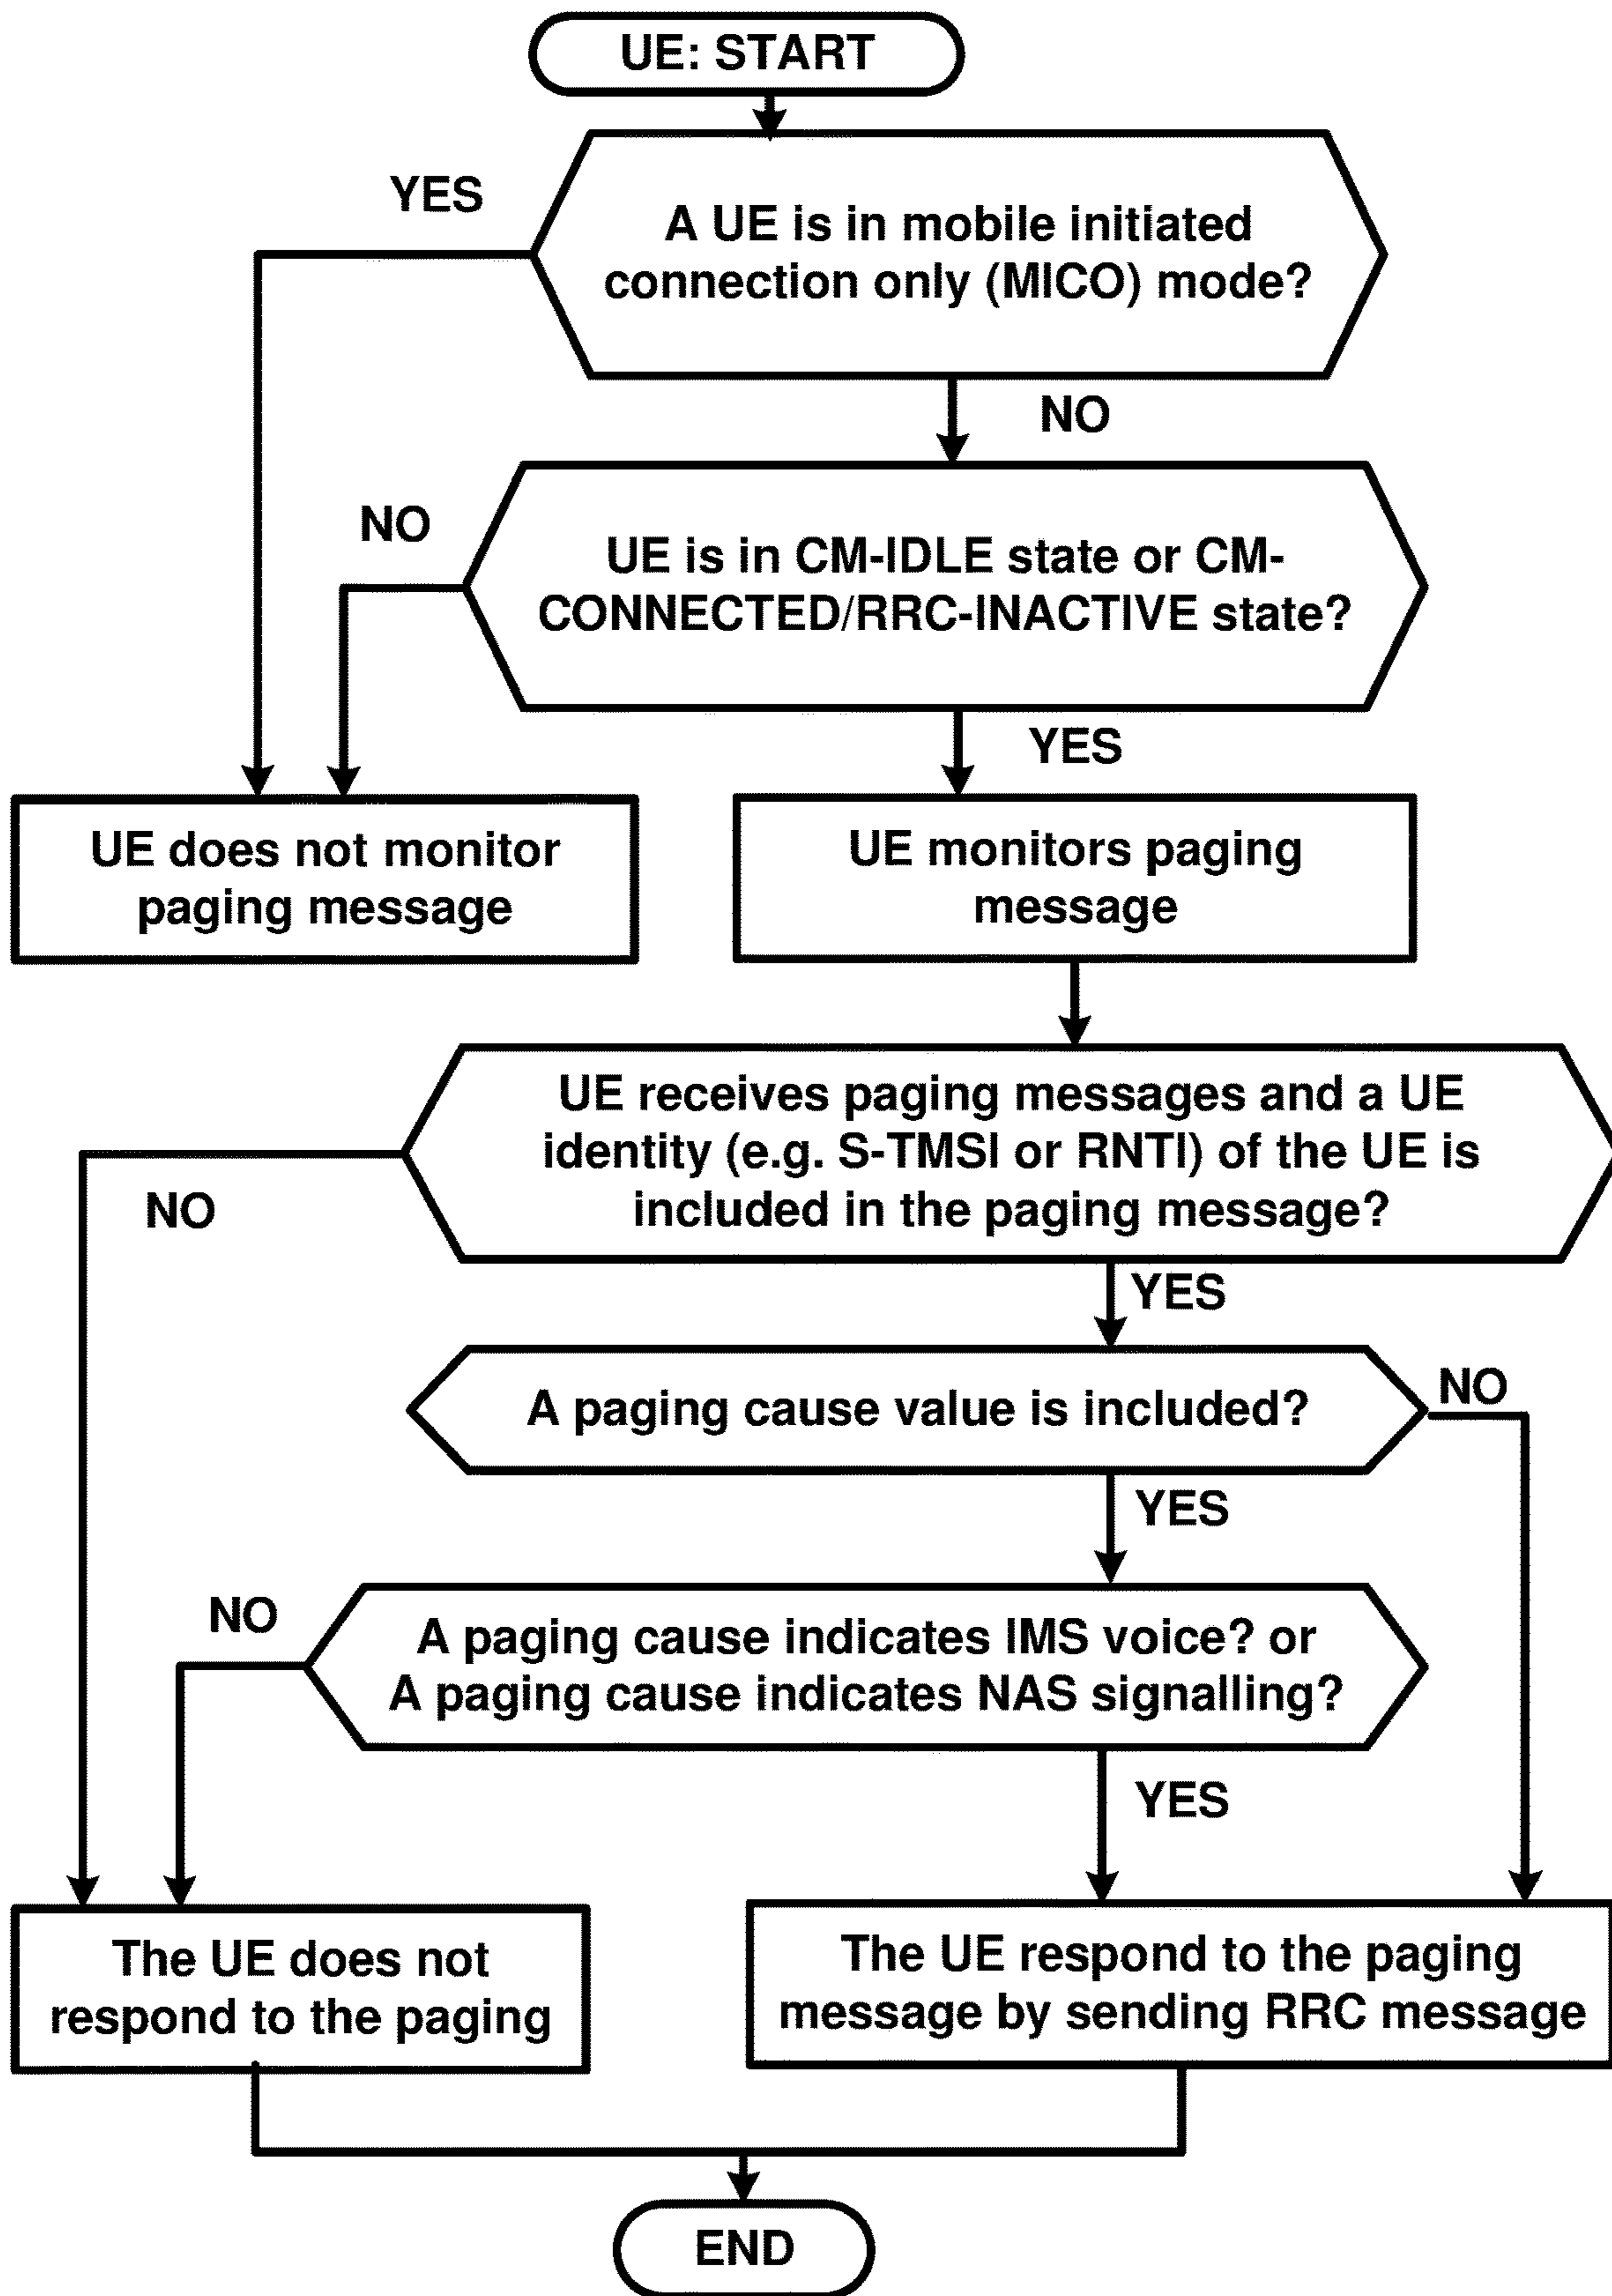 UE: START
YES
A UE is in mobile initiated
connection only (MICO) mode?
NO
NO
UE is in CM-IDLE state or CM-
CONNECTED/RRC-INACTIVE state?
YES
UE does not monitor
paging message
UE monitors paging
message
UE receives paging messages and a UE
identity (e.g. S-TMSI or RNTI) of the UE is
included in the paging message?
NO
YES
A paging cause value is included?
NO
YES
NO
A paging cause indicates IMS voice? or
A paging cause indicates NAS signalling?
YES
The UE does not
respond to the paging
The UE respond to the paging
message by sending RRC message
END